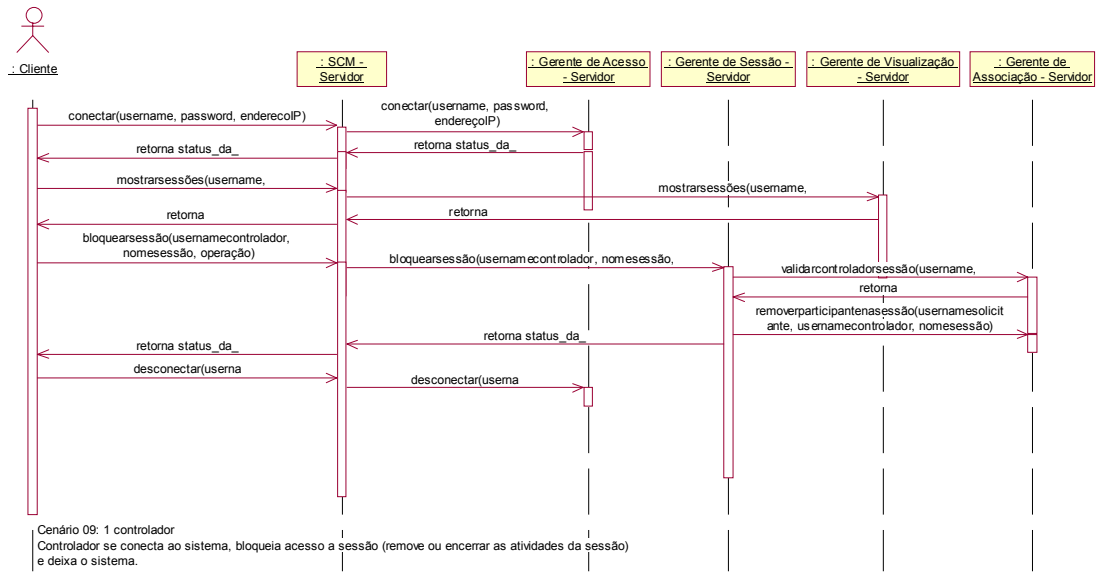 : Cliente
: SCM -
Servidor
: Gerente de Acesso
- Servidor
: Gerente de Sessão -
Servidor
: Gerente de Visualização
- Servidor
: Gerente de
Associação - Servidor
conectar(username, password, enderecoIP)
conectar(username, password,
endereçoIP)
retorna status_da_
retorna status_da_
mostrarsessões(username,
mostrarsessões(username,
retorna
retorna
bloquearsessão(usernamecontrolador,
nomesessão, operação)
bloquearsessão(usernamecontrolador, nomesessão,
validarcontroladorsessão(username,
retorna
removerparticipantenasessão(usernamesolicit
ante, usernamecontrolador, nomesessão)
retorna status_da_
retorna status_da_
desconectar(userna
desconectar(userna
Cenário 09: 1 controlador
Controlador se conecta ao sistema, bloqueia acesso a sessão (remove ou encerrar as atividades da sessão)
e deixa o sistema.